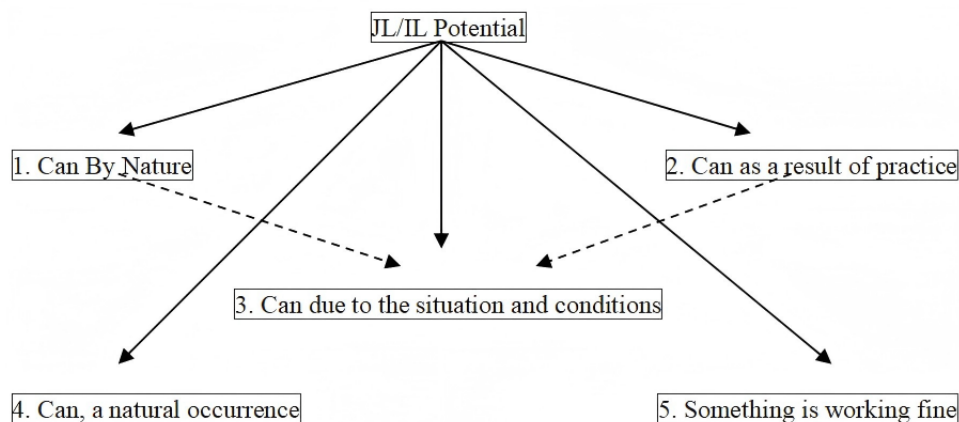 JL/IL Potential
1. Can By Nature
2. Can as a result of practice
3. Can due to the situation and conditions
4. Can, a natural occurrence
5. Something is working fine